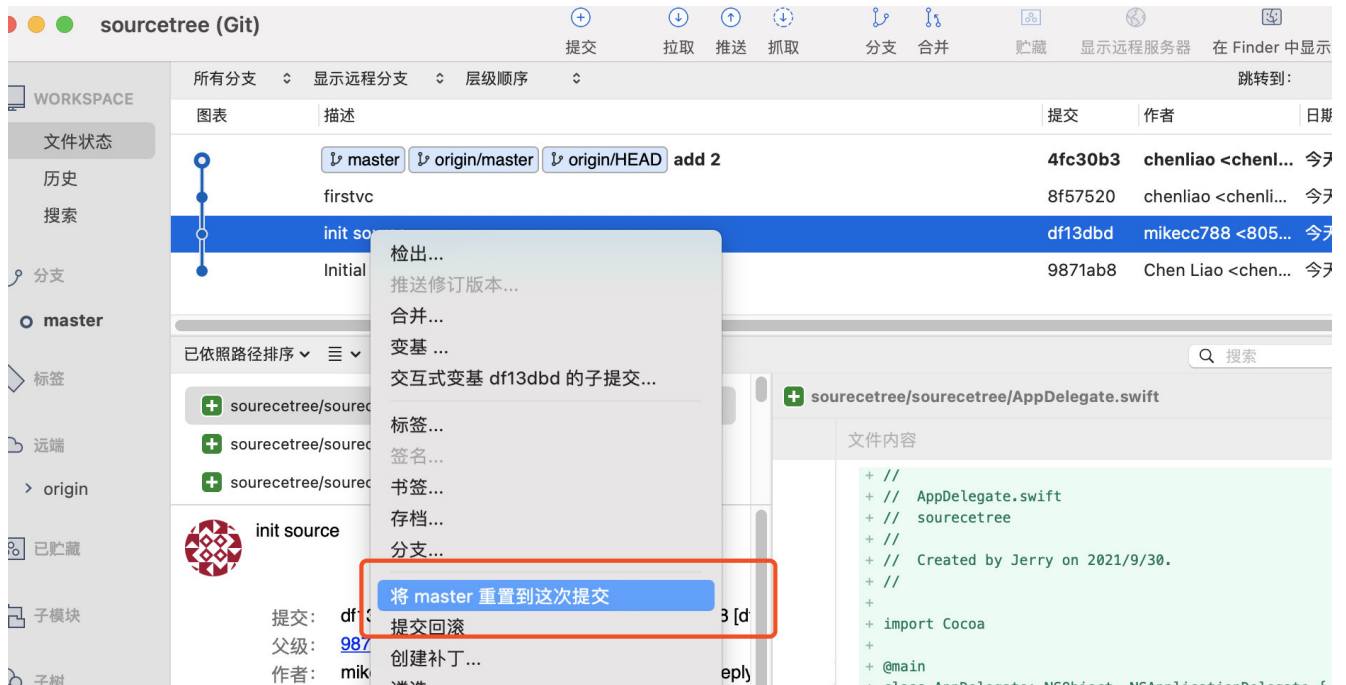 sourcetree (Git)
提交 拉取 推送 抓取 分支 合并 贮藏 显示远程服务器 在 Finder 中显示
所有分支 显示远程分支 层级顺序 跳转到:
WORKSPACE
文件状态
历史
搜索
分支
master
标签
远端
origin
已贮藏
子模块
子树
图表 描述 提交 作者 日期
master origin/master origin/HEAD add 2 4fc30b3 chenliao <chenl... 今天
firstvc 8f57520 chenliao <chenli... 今天
init df13dbd mikecc788 <805... 今天
Initial 9871ab8 Chen Liao <chen... 今天
检出...
推送修订版本...
合并...
变基 ...
交互式变基 df13dbd 的子提交...
标签...
签名...
书签...
存档...
分支...
将 master 重置到这次提交
提交回滚
创建补丁...
已依照路径排序
搜索
sourecetree/sourec
sourecetree/sourec
sourecetree/sourec
init source
提交:
父级: 987
作者: mik
sourecetree/sourecetree/AppDelegate.swift
文件内容
+ //
+ // AppDelegate.swift
+ // sourecetree
+ //
+ // Created by Jerry on 2021/9/30.
+ //
+
+ import Cocoa
+
+ @main